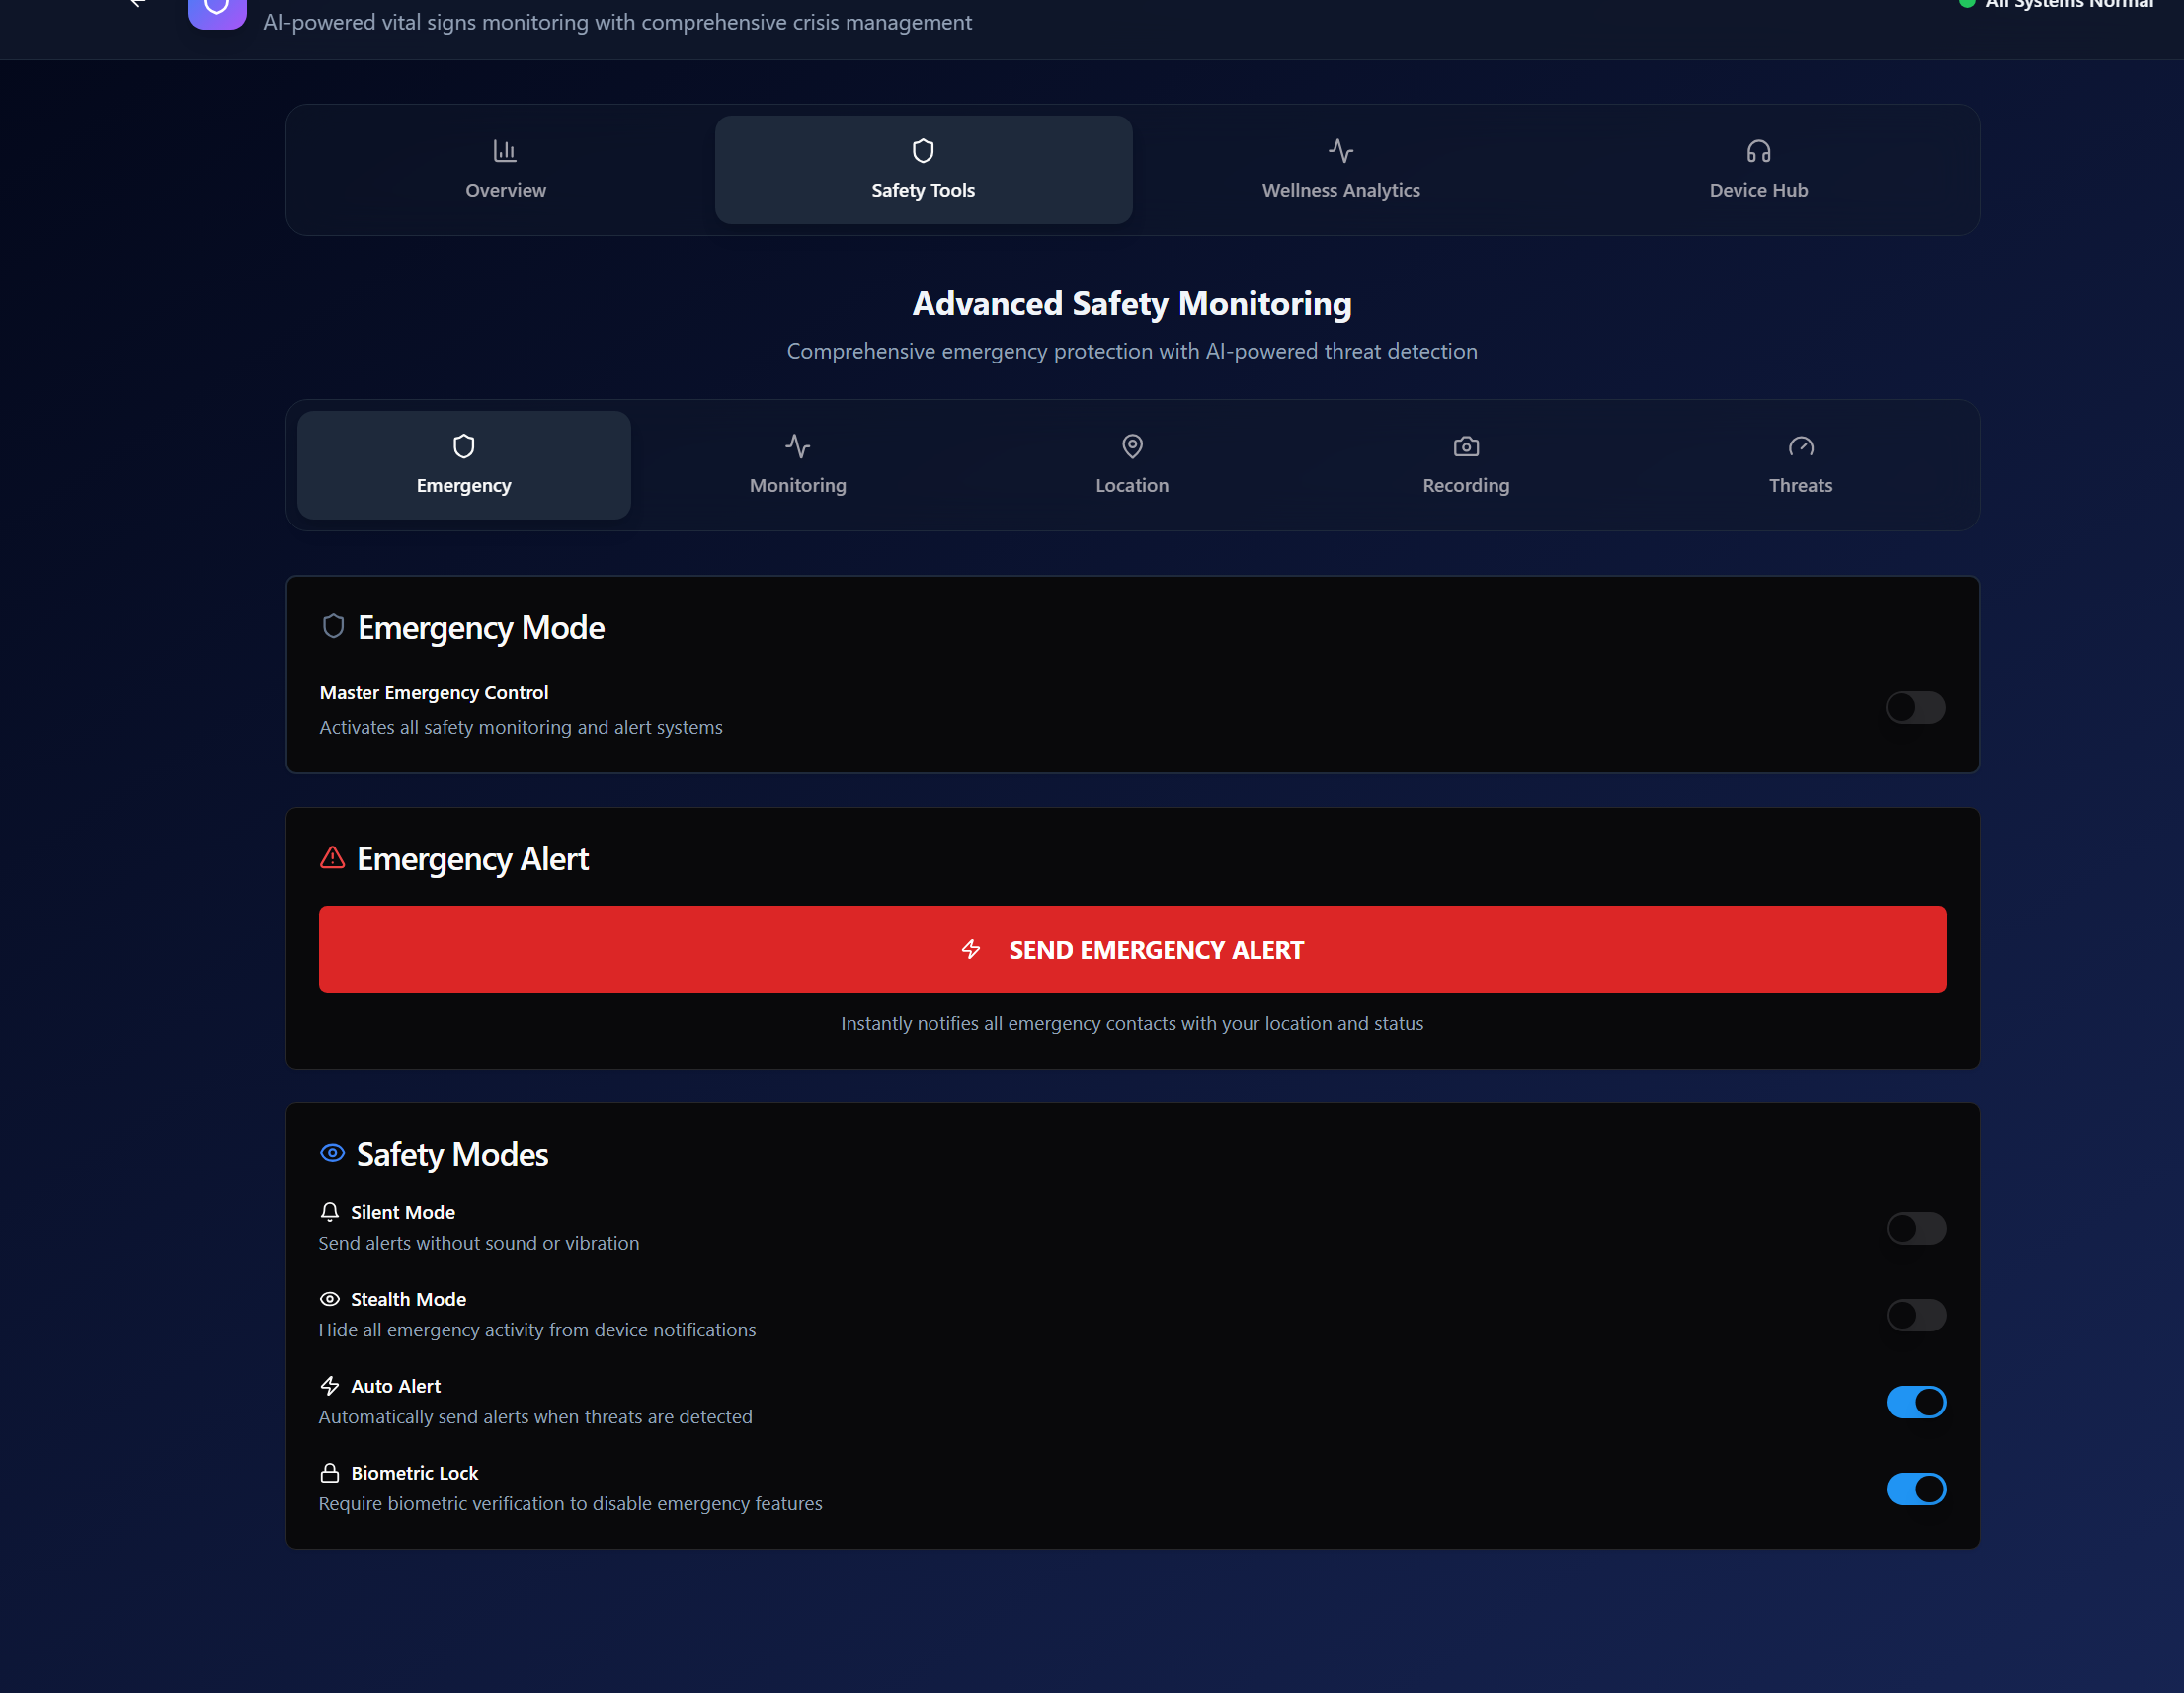 All Systems Normal
AI-powered vital signs monitoring with comprehensive crisis management
Overview
Safety Tools
Wellness Analytics
Device Hub
Advanced Safety Monitoring
Comprehensive emergency protection with AI-powered threat detection
Emergency
Monitoring
Location
Recording
Threats
Emergency Mode
Master Emergency Control
Activates all safety monitoring and alert systems
Emergency Alert
SEND EMERGENCY ALERT
Instantly notifies all emergency contacts with your location and status
Safety Modes
Silent Mode
Send alerts without sound or vibration
Stealth Mode
Hide all emergency activity from device notifications
Auto Alert
Automatically send alerts when threats are detected
Biometric Lock
Require biometric verification to disable emergency features